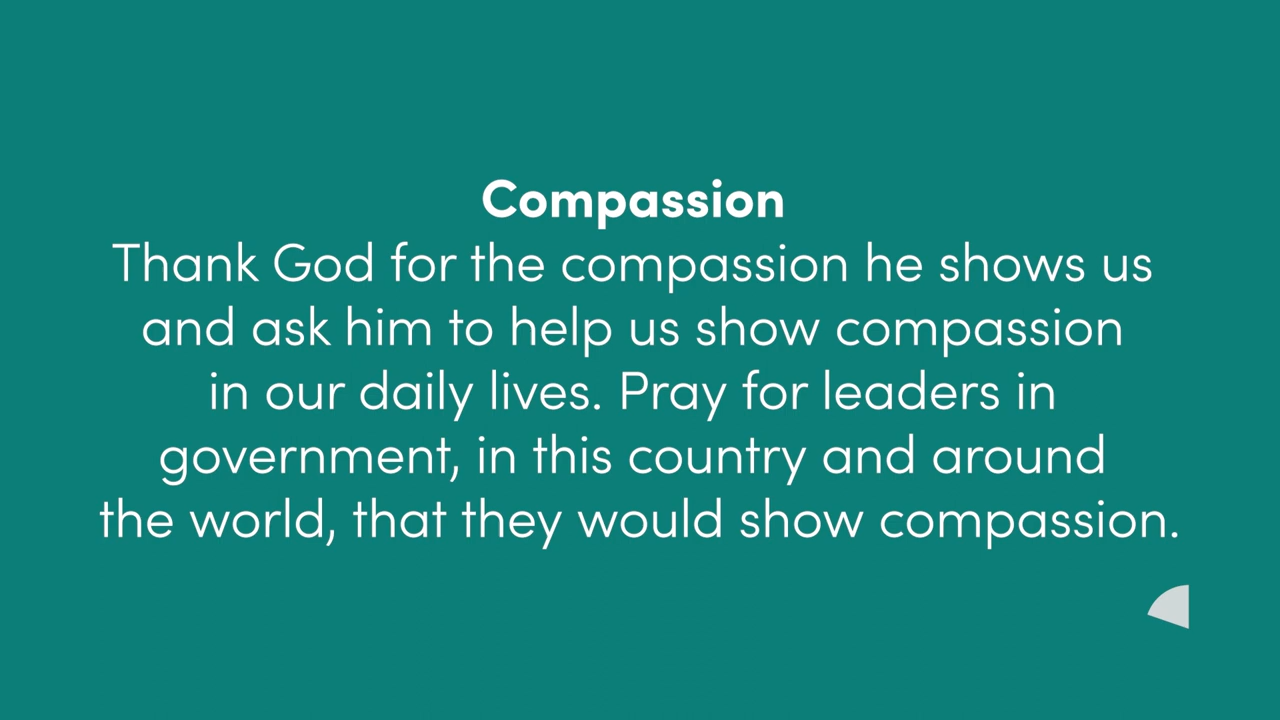 Compassion
Thank God for the compassion he shows us
and ask him to help us show compassion
in our daily lives. Pray for leaders in
government, in this country and around
the world, that they would show compassion.